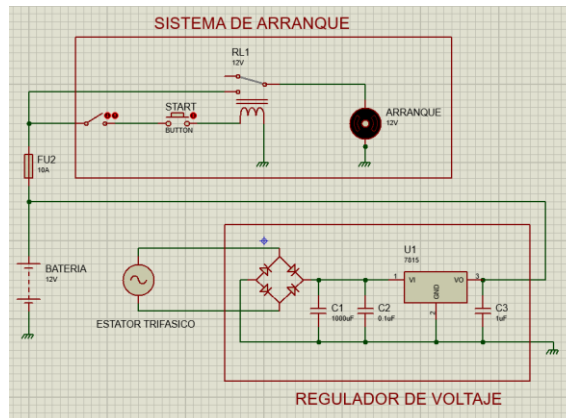 SISTEMA DE ARRANQUE
RL1
12V
START
BUTTON
ARRANQUE
12V
FU2
10A
BATERIA
12V
ESTATOR TRIFASICO
U1
7815
1
VI
VO
3
GND
2
C1
1000uF
C2
0.1uF
C3
1uF
REGULADOR DE VOLTAJE